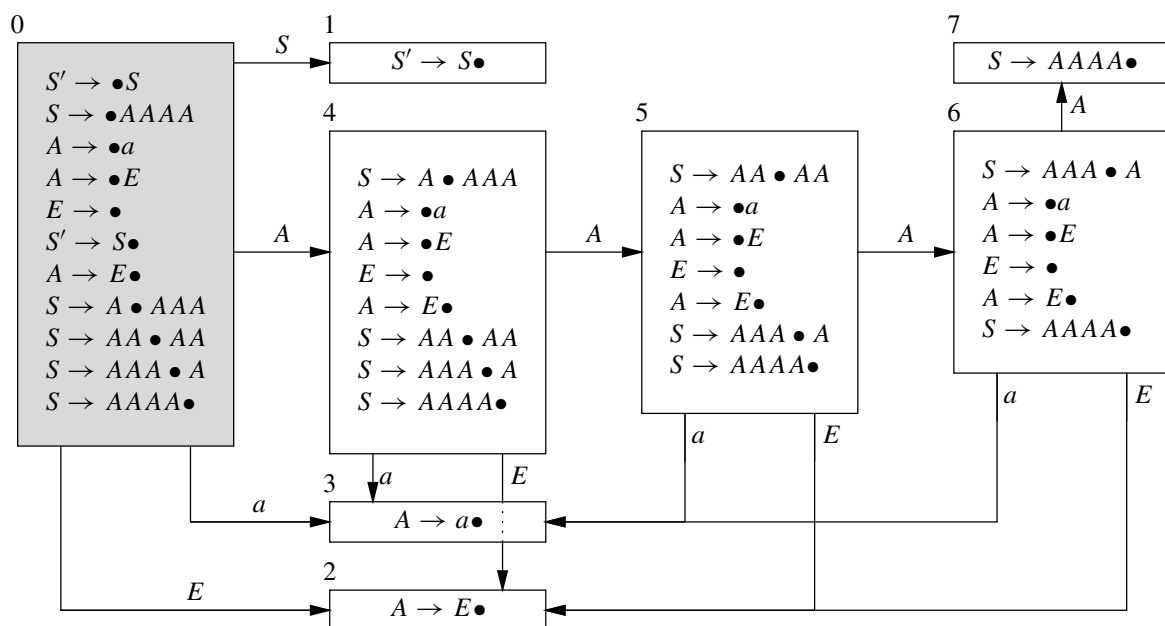 0
S′ → •S
S → •AAAA
A → •a
A → •E
E → •
S′ → S•
A → E•
S → A • AAA
S → AA • AA
S → AAA • A
S → AAAA•
S
1
S′ → S•
A
4
S → A • AAA
A → •a
A → •E
E → •
A → E•
S → AA • AA
S → AAA • A
S → AAAA•
A
5
S → AA • AA
A → •a
A → •E
E → •
A → E•
S → AAA • A
S → AAAA•
A
7
S → AAAA•
A
6
S → AAA • A
A → •a
A → •E
E → •
A → E•
S → AAAA•
a
E
a
E
a
E
a
3
A → a•
E
2
A → E•